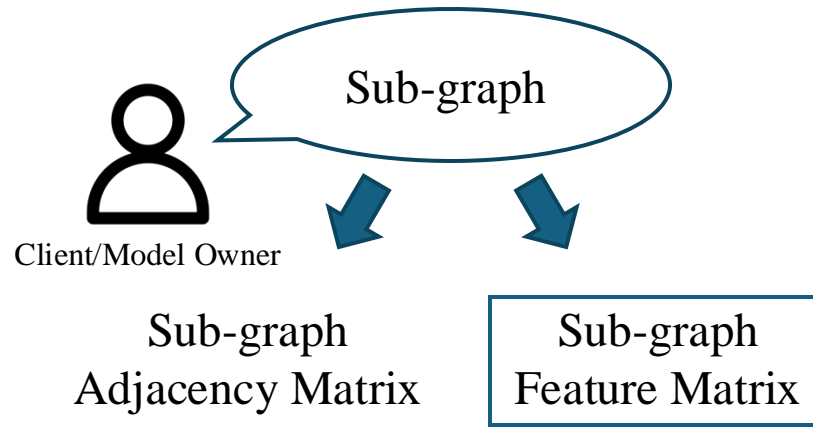 Sub-graph
Client/Model Owner
Sub-graph
Adjacency Matrix
Sub-graph
Feature Matrix